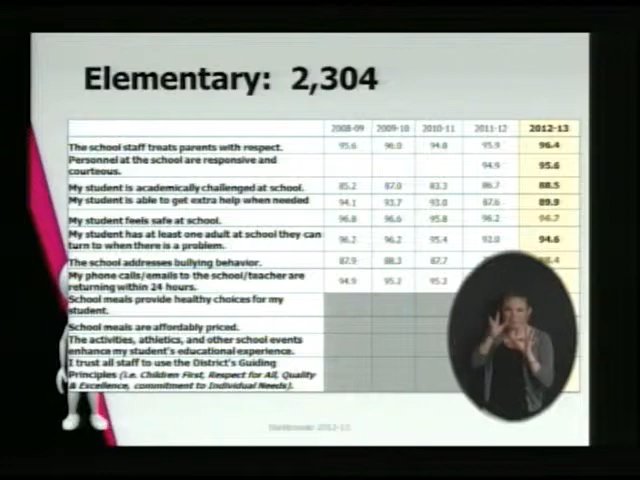 Elementary: 2,304
2008-09 2009-10 2010-11 2011-12 2012-13
The school staff treats parents with respect. 95.6 96.0 94.8 95.9 96.4
Personnel at the school are responsive and
courteous. 94.9 95.6
My student is academically challenged at school. 85.2 87.0 83.3 86.7 88.5
My student is able to get extra help when needed 94.1 93.7 93.0 87.6 89.9
My student feels safe at school. 96.8 96.6 95.8 96.2 96.7
My student has at least one adult at school they can
turn to when there is a problem. 96.2 96.2 95.4 93.0 94.6
The school addresses bullying behavior. 87.9 88.3 87.7
My phone calls/emails to the school/teacher are
returning within 24 hours. 94.9 95.2 95.3
School meals provide healthy choices for my
student.
School meals are affordably priced.
The activities, athletics, and other school events
enhance my student's educational experience.
I trust all staff to use the District's Guiding
Principles (i.e. Children First, Respect for All, Quality
& Excellence, commitment to Individual Needs).